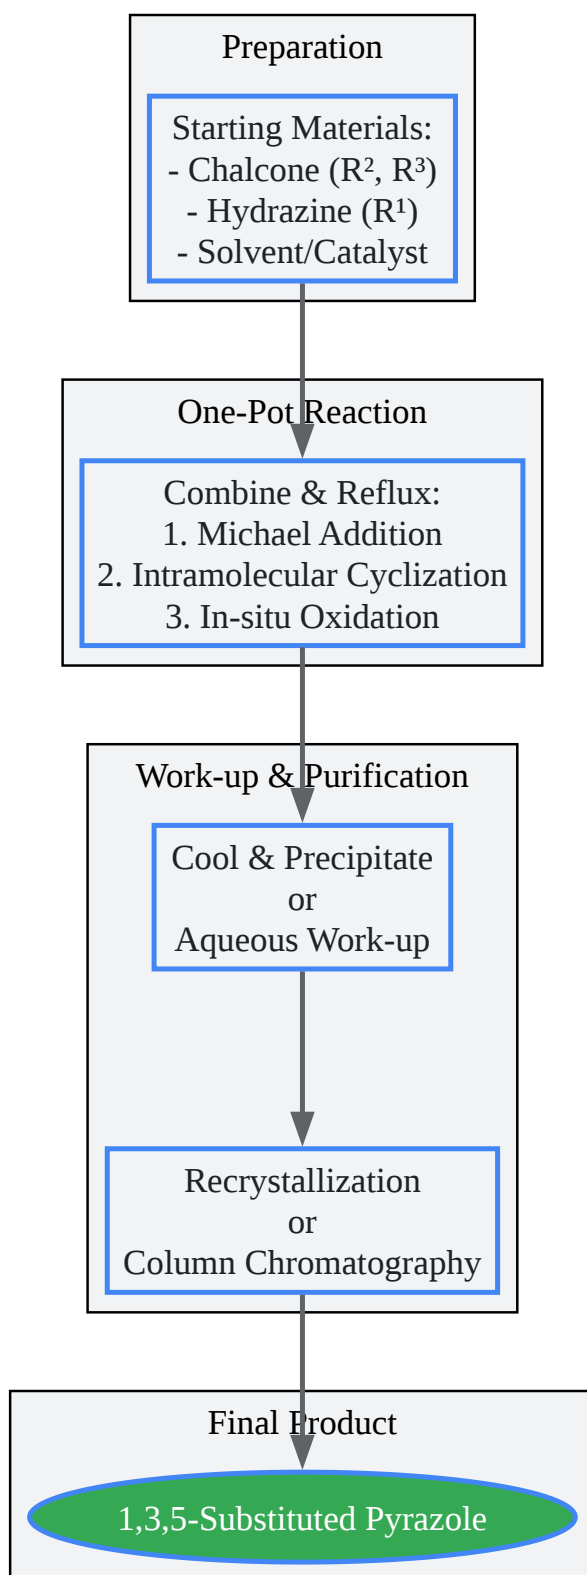 Preparation
Starting Materials:
- Chalcone (R², R³)
- Hydrazine (R¹)
- Solvent/Catalyst
One-Pot Reaction
Combine & Reflux:
1. Michael Addition
2. Intramolecular Cyclization
3. In-situ Oxidation
Work-up & Purification
Cool & Precipitate
or
Aqueous Work-up
Recrystallization
or
Column Chromatography
Final Product
1,3,5-Substituted Pyrazole